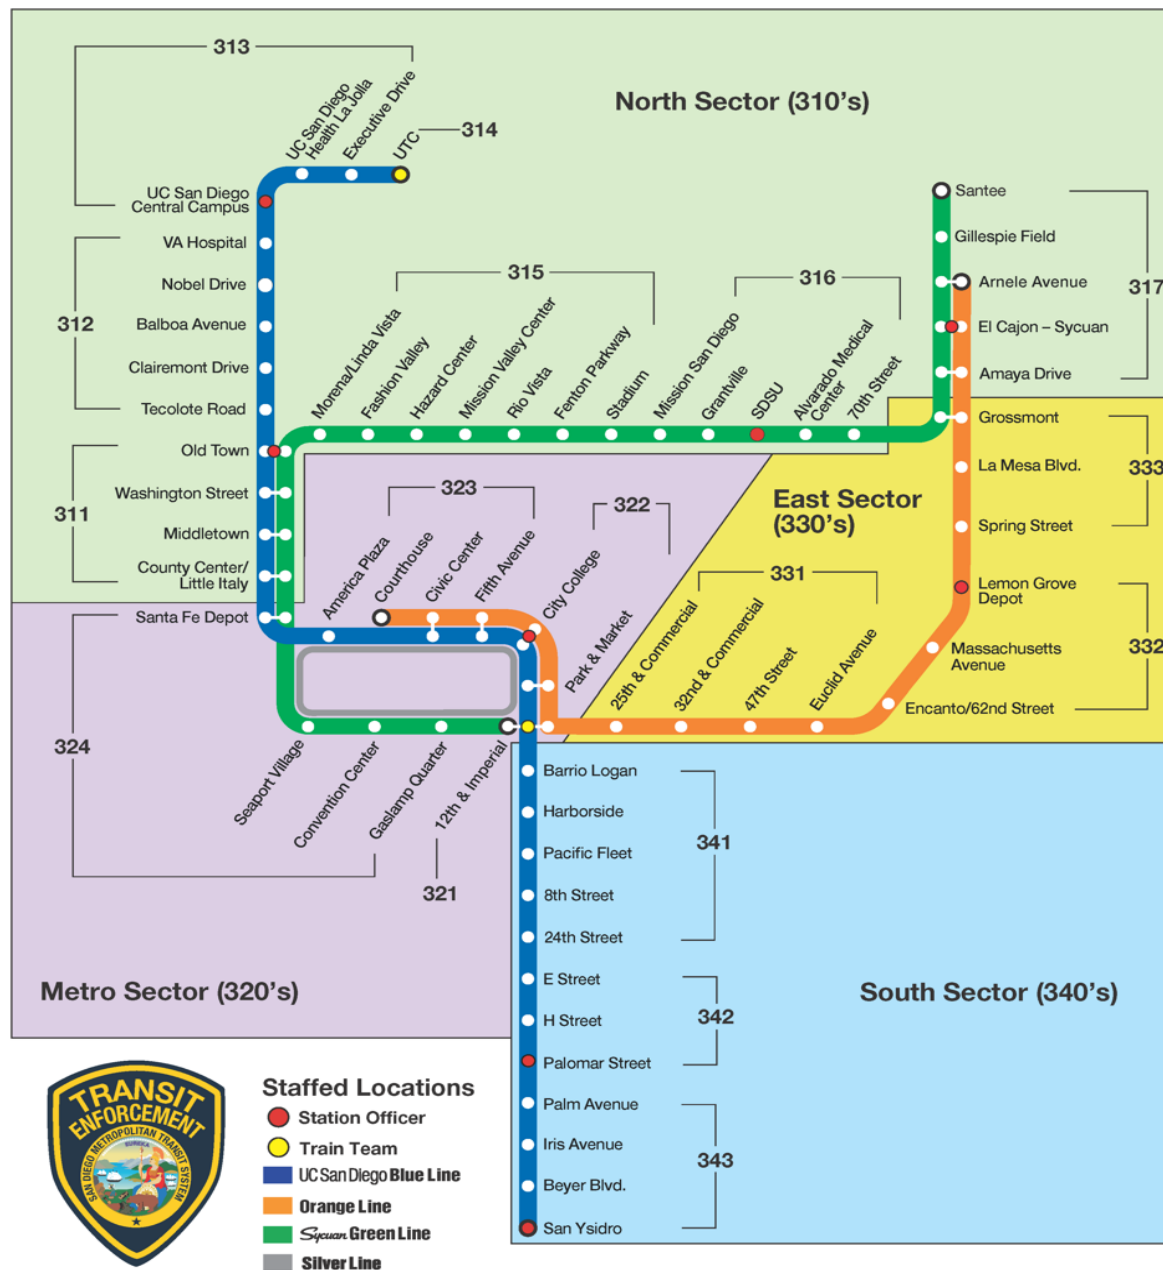 313
North Sector (310's)
UC San Diego
Health La Jolla
Executive Drive
UTC
314
UC San Diego
Central Campus
VA Hospital
Nobel Drive
Balboa Avenue
Clairemont Drive
Tecolote Road
312
Old Town
Washington Street
Middletown
County Center/
Little Italy
311
315
Morena/Linda Vista
Fashion Valley
Hazard Center
Mission Valley Center
Rio Vista
Fenton Parkway
Stadium
Mission San Diego
316
Grantville
SDSU
Alvarado Medical
Center
70th Street
Santee
Gillespie Field
Arnele Avenue
El Cajon – Sycuan
Amaya Drive
317
East Sector
(330's)
Grossmont
La Mesa Blvd.
Spring Street
333
Lemon Grove
Depot
Massachusetts
Avenue
Encanto/62nd Street
332
331
25th & Commercial
32nd & Commercial
47th Street
Euclid Avenue
323
America Plaza
Courthouse
Civic Center
Fifth Avenue
322
City College
Park & Market
Santa Fe Depot
324
Seaport Village
Convention Center
Gaslamp Quarter
12th & Imperial
321
Metro Sector (320's)
Barrio Logan
Harborside
Pacific Fleet
8th Street
24th Street
341
E Street
H Street
Palomar Street
342
South Sector (340's)
Palm Avenue
Iris Avenue
Beyer Blvd.
San Ysidro
343
TRANSIT
ENFORCEMENT
SAN DIEGO METROPOLITAN TRANSIT SYSTEM
EUREKA
Staffed Locations
Station Officer
Train Team
UC San Diego Blue Line
Orange Line
Sycuan Green Line
Silver Line